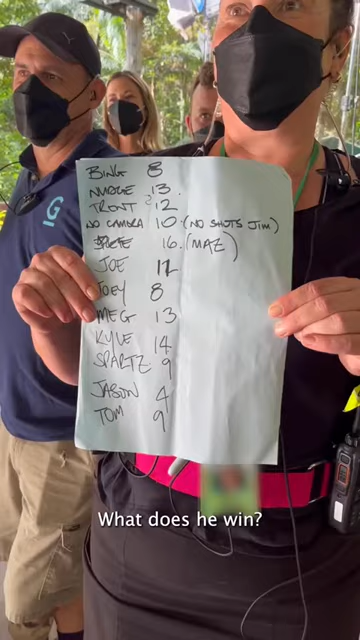 BING 8
NUDGE 13.
TRENT 12
NO CAMERA 10. (NO SHOTS JIM)
16. (MAZ)
JOE 12
JOEY 8
MEG 13
KYLE 14
SPARTZ 9
JASON 4
TOM 9
G
What does he win?